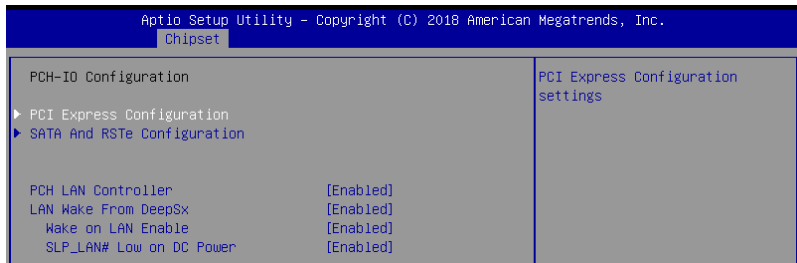 Aptio Setup Utility – Copyright (C) 2018 American Megatrends, Inc.
Chipset
PCH-IO Configuration
PCI Express Configuration
settings
PCI Express Configuration
SATA And RSTe Configuration
PCH LAN Controller [Enabled]
LAN Wake From DeepSx [Enabled]
Wake on LAN Enable [Enabled]
SLP_LAN# Low on DC Power [Enabled]